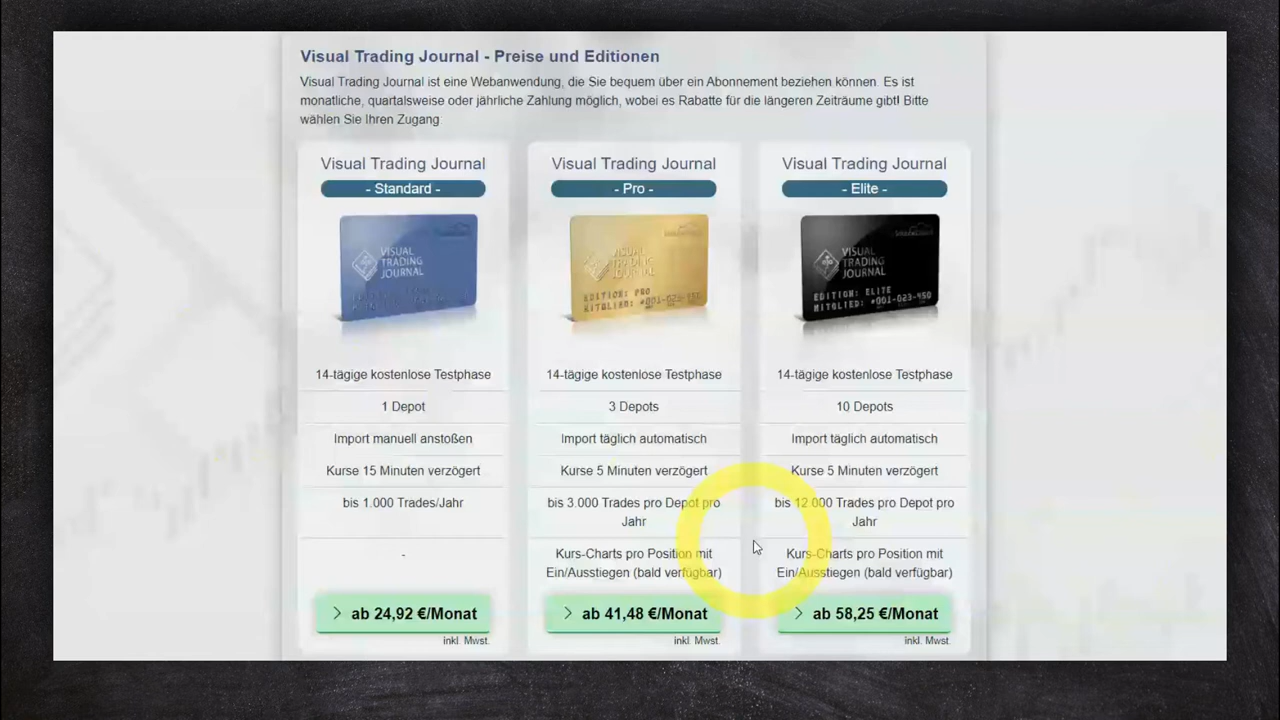 Visual Trading Journal - Preise und Editionen
Visual Trading Journal ist eine Webanwendung, die Sie bequem über ein Abonnement beziehen können. Es ist
monatliche, quartalsweise oder jährliche Zahlung möglich, wobei es Rabatte für die längeren Zeiträume gibt! Bitte
wählen Sie Ihren Zugang
Visual Trading Journal
- Standard -
VISUAL
TRADING
JOURNAL
14-tägige kostenlose Testphase
1 Depot
Import manuell anstoßen
Kurse 15 Minuten verzögert
bis 1.000 Trades/Jahr
-
> ab 24,92 €/Monat
inkl. Mwst.
Visual Trading Journal
- Pro -
VISUAL
TRADING
JOURNAL
EDITION: PRO
MITGLIED: #001-023-450
14-tägige kostenlose Testphase
3 Depots
Import täglich automatisch
Kurse 5 Minuten verzögert
bis 3.000 Trades pro Depot pro
Jahr
Kurs-Charts pro Position mit
Ein/Ausstiegen (bald verfügbar)
> ab 41,48 €/Monat
inkl. Mwst.
Visual Trading Journal
- Elite -
VISUAL
TRADING
JOURNAL
EDITION: ELITE
MITGLIED: #001-023-450
14-tägige kostenlose Testphase
10 Depots
Import täglich automatisch
Kurse 5 Minuten verzögert
bis 12.000 Trades pro Depot pro
Jahr
Kurs-Charts pro Position mit
Ein/Ausstiegen (bald verfügbar)
> ab 58,25 €/Monat
inkl. Mwst.